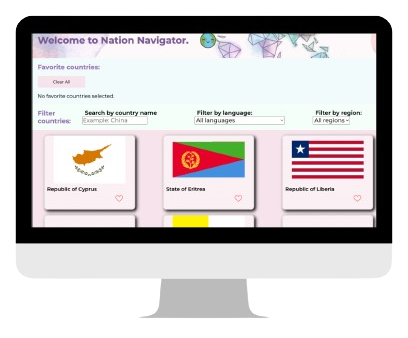 Welcome to Nation Navigator.
Favorite countries:
Clear All
No favorite countries selected.
Filter countries:
Search by country name
Example: China
Filter by language:
All languages
Filter by region:
All regions
Republic of Cyprus
State of Eritrea
Republic of Liberia